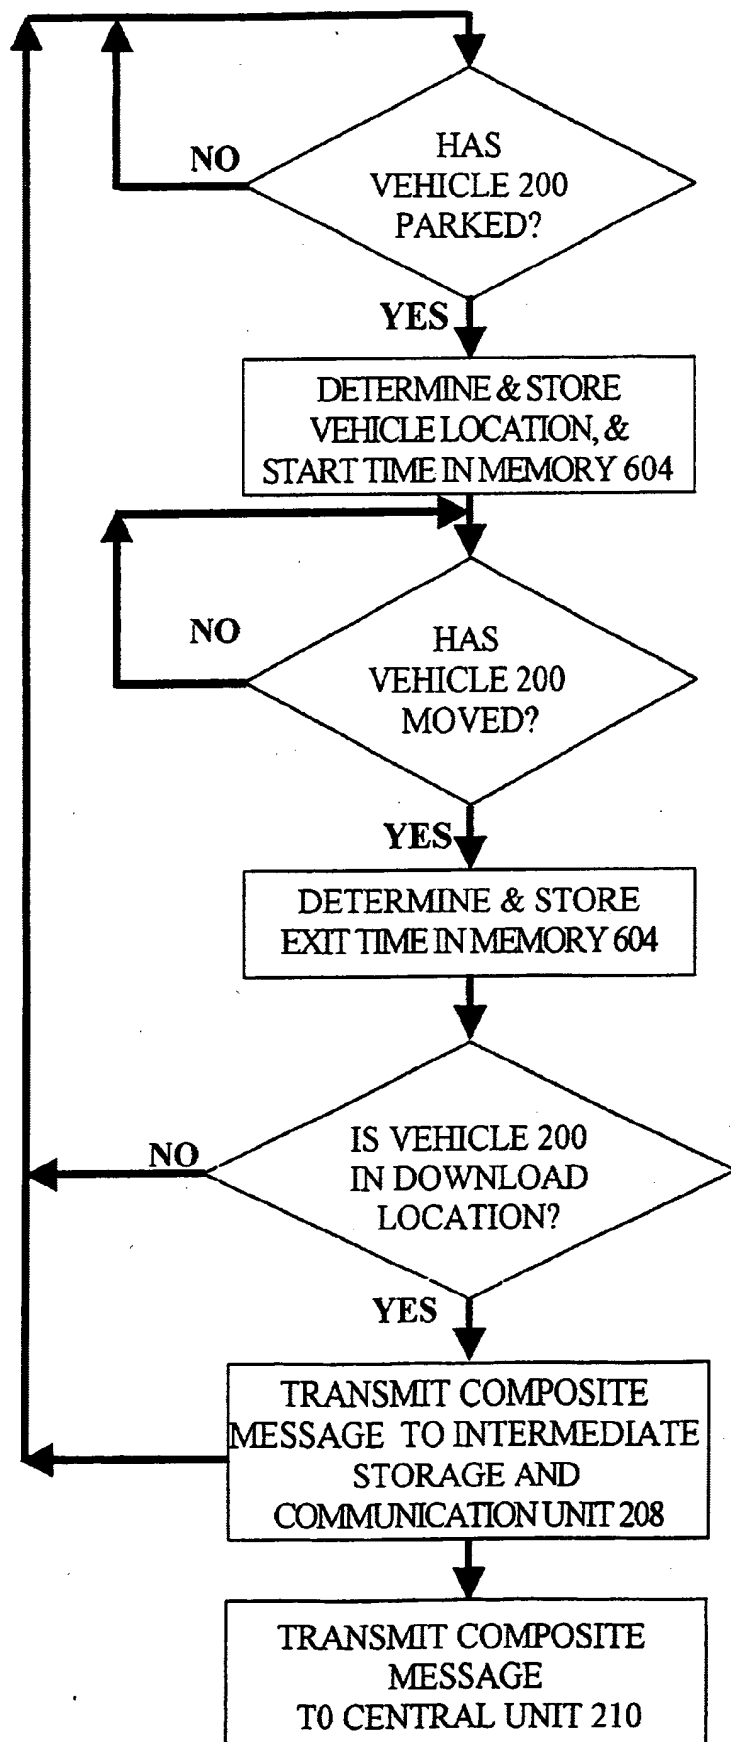 HAS
VEHICLE 200
PARKED?
NO
YES
DETERMINE & STORE
VEHICLE LOCATION, &
START TIME IN MEMORY 604
NO
HAS
VEHICLE 200
MOVED?
YES
DETERMINE & STORE
EXIT TIME IN MEMORY 604
NO
IS VEHICLE 200
IN DOWNLOAD
LOCATION?
YES
TRANSMIT COMPOSITE
MESSAGE TO INTERMEDIATE
STORAGE AND
COMMUNICATION UNIT 208
TRANSMIT COMPOSITE
MESSAGE
T0 CENTRAL UNIT 210